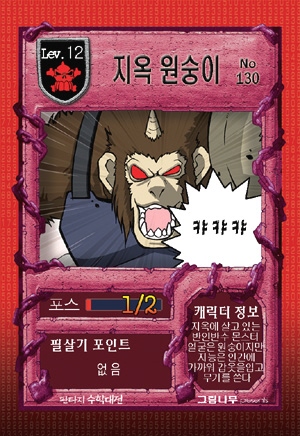 Lev. 12
지옥 원숭이
No
130
캬 캬 캬
포스
1/2
필살기 포인트
없음
캐릭터 정보
지옥에 살고 있는
반인반수 몬스터
얼굴은 원숭이지만
지능은 인간에
가까워 갑옷을 입고
무기를 쓴다
판타지 수학대전
그림나무